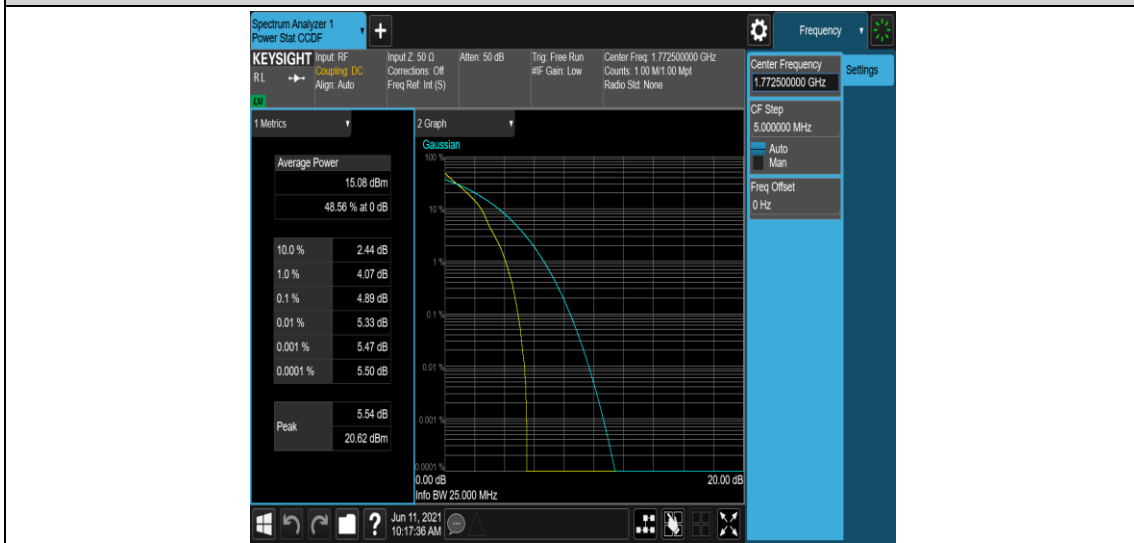 Spectrum Analyzer 1
Power Stat CCDF
+
Frequency
KEYSIGHT
RL
LXI
Input: RF
Coupling: DC
Align: Auto
Input Z: 50 Ω
Corrections: Off
Freq Ref: Int (S)
Atten: 50 dB
Trig: Free Run
#IF Gain: Low
Center Freq: 1.772500000 GHz
Counts: 1.00 M/1.00 Mpt
Radio Std: None
Center Frequency
1.772500000 GHz
Settings
CF Step
5.000000 MHz
Auto
Man
Freq Offset
0 Hz
1 Metrics
Average Power
15.08 dBm
48.56 % at 0 dB
10.0 % 2.44 dB
1.0 % 4.07 dB
0.1 % 4.89 dB
0.01 % 5.33 dB
0.001 % 5.47 dB
0.0001 % 5.50 dB
Peak
5.54 dB
20.62 dBm
2 Graph
Gaussian
100 %
10 %
1 %
0.1 %
0.01 %
0.001 %
0.0001 %
0.00 dB 20.00 dB
Info BW 25.000 MHz
?
Jun 11, 2021
10:17:36 AM